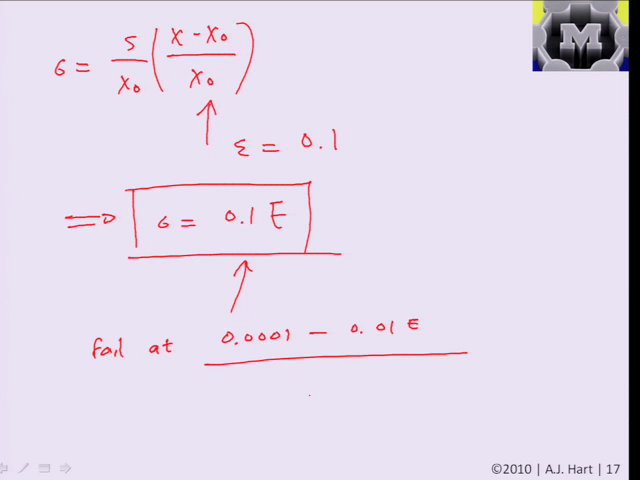 σ = S/x₀ ( x - x₀ / x₀ )
ε = 0.1
⇒ σ = 0.1 E
fail at 0.0001 – 0.01 E
©2010 | A.J. Hart | 17
M